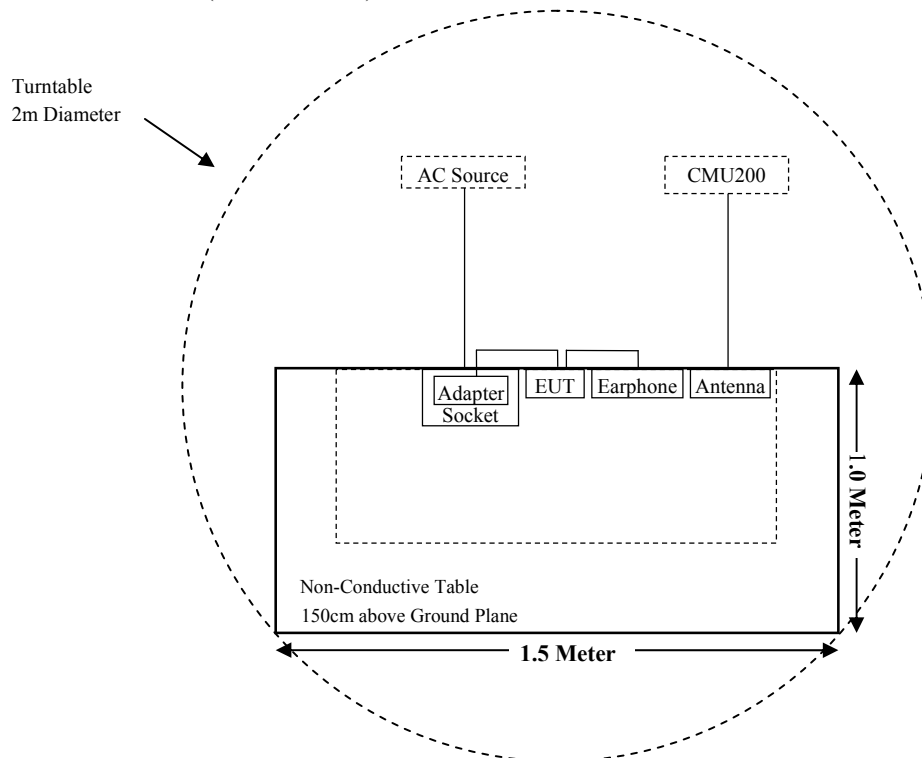 Turntable
2m Diameter
AC Source
CMU200
Adapter
Socket
EUT
Earphone
Antenna
1.0 Meter
Non-Conductive Table
150cm above Ground Plane
1.5 Meter